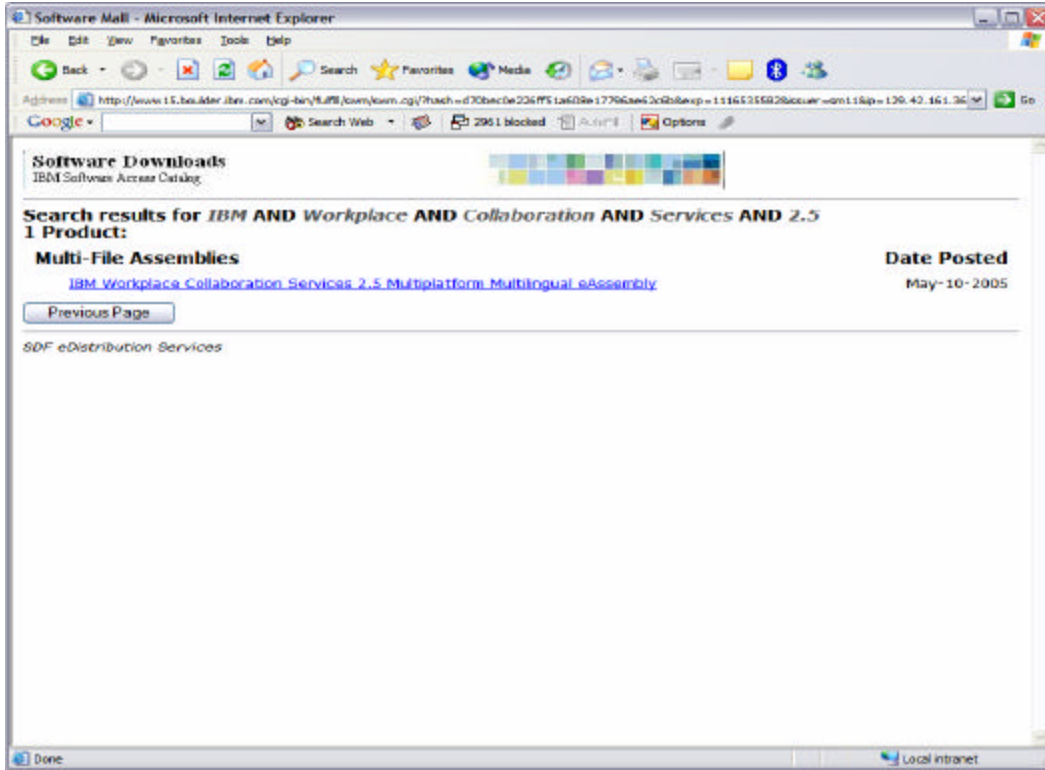 Software Mall - Microsoft Internet Explorer
File Edit View Favorites Tools Help
Back Search Favorites Media
Address Go
Google Search Web 2961 blocked AutoFill Options
Software Downloads
IBM Software Access Catalog
Search results for IBM AND Workplace AND Collaboration AND Services AND 2.5
1 Product:
Multi-File Assemblies Date Posted
IBM Workplace Collaboration Services 2.5 Multiplatform Multilingual eAssembly May-10-2005
Previous Page
SDF eDistribution Services
Done Local intranet